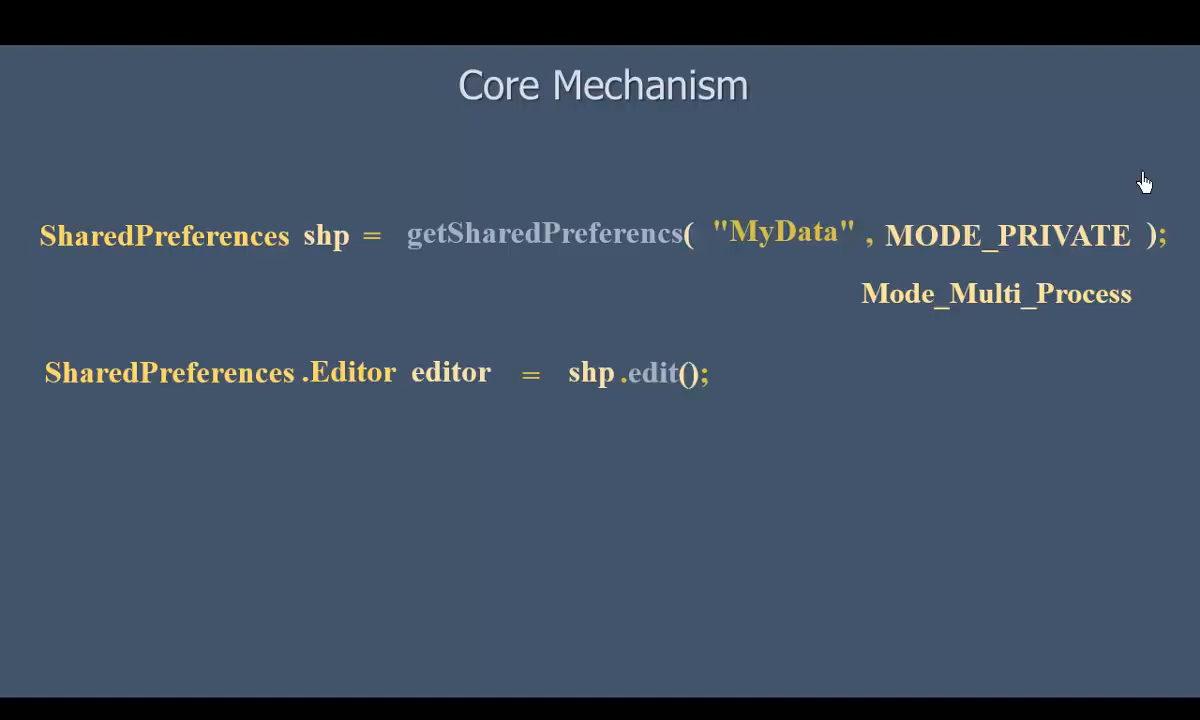 Core Mechanism
SharedPreferences shp = getSharedPreferencs( "MyData" , MODE_PRIVATE );
Mode_Multi_Process
SharedPreferences .Editor editor = shp .edit();